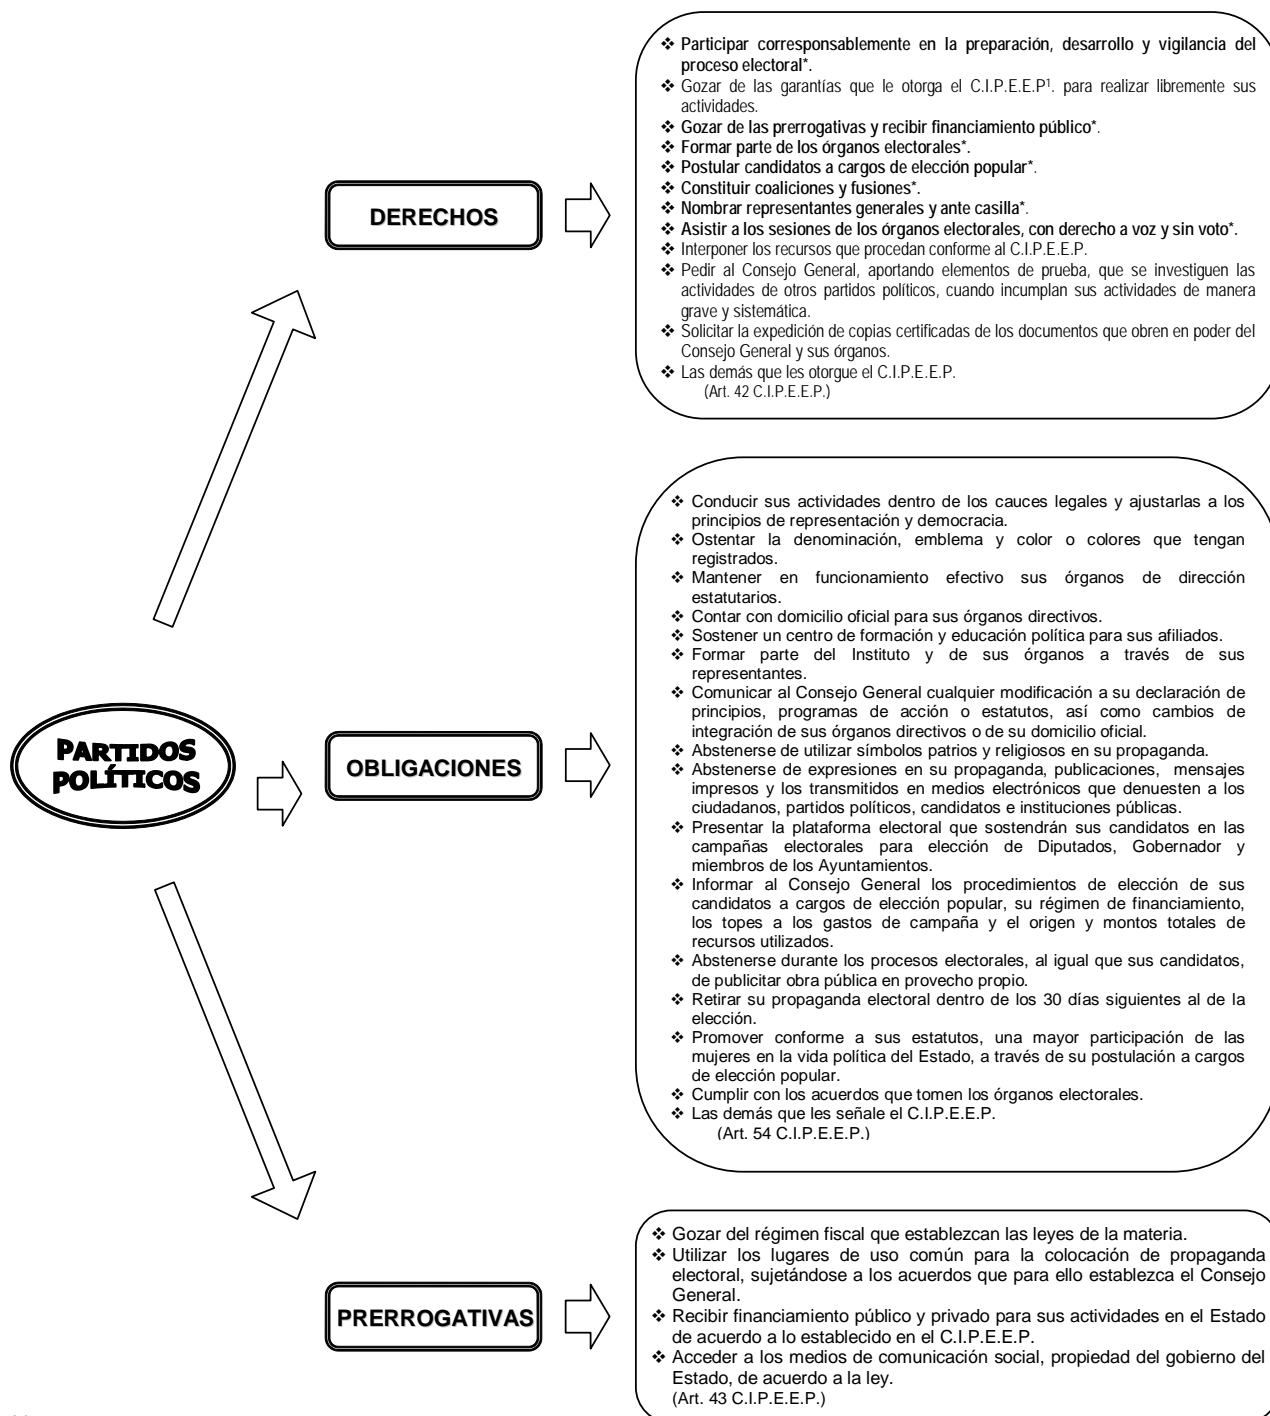 ❖ Participar corresponsablemente en la preparación, desarrollo y vigilancia del
proceso electoral*.
❖ Gozar de las garantías que le otorga el C.I.P.E.E.P¹. para realizar libremente sus
actividades.
❖ Gozar de las prerrogativas y recibir financiamiento público*.
❖ Formar parte de los órganos electorales*.
❖ Postular candidatos a cargos de elección popular*.
❖ Constituir coaliciones y fusiones*.
❖ Nombrar representantes generales y ante casilla*.
❖ Asistir a los sesiones de los órganos electorales, con derecho a voz y sin voto*.
❖ Interponer los recursos que procedan conforme al C.I.P.E.E.P.
❖ Pedir al Consejo General, aportando elementos de prueba, que se investiguen las
actividades de otros partidos políticos, cuando incumplan sus actividades de manera
grave y sistemática.
❖ Solicitar la expedición de copias certificadas de los documentos que obren en poder del
Consejo General y sus órganos.
❖ Las demás que les otorgue el C.I.P.E.E.P.
(Art. 42 C.I.P.E.E.P.)
DERECHOS
❖ Conducir sus actividades dentro de los cauces legales y ajustarlas a los
principios de representación y democracia.
❖ Ostentar la denominación, emblema y color o colores que tengan
registrados.
❖ Mantener en funcionamiento efectivo sus órganos de dirección
estatutarios.
❖ Contar con domicilio oficial para sus órganos directivos.
❖ Sostener un centro de formación y educación política para sus afiliados.
❖ Formar parte del Instituto y de sus órganos a través de sus
representantes.
❖ Comunicar al Consejo General cualquier modificación a su declaración de
principios, programas de acción o estatutos, así como cambios de
integración de sus órganos directivos o de su domicilio oficial.
❖ Abstenerse de utilizar símbolos patrios y religiosos en su propaganda.
❖ Abstenerse de expresiones en su propaganda, publicaciones, mensajes
impresos y los transmitidos en medios electrónicos que denuesten a los
ciudadanos, partidos políticos, candidatos e instituciones públicas.
❖ Presentar la plataforma electoral que sostendrán sus candidatos en las
campañas electorales para elección de Diputados, Gobernador y
miembros de los Ayuntamientos.
❖ Informar al Consejo General los procedimientos de elección de sus
candidatos a cargos de elección popular, su régimen de financiamiento,
los topes a los gastos de campaña y el origen y montos totales de
recursos utilizados.
❖ Abstenerse durante los procesos electorales, al igual que sus candidatos,
de publicitar obra pública en provecho propio.
❖ Retirar su propaganda electoral dentro de los 30 días siguientes al de la
elección.
❖ Promover conforme a sus estatutos, una mayor participación de las
mujeres en la vida política del Estado, a través de su postulación a cargos
de elección popular.
❖ Cumplir con los acuerdos que tomen los órganos electorales.
❖ Las demás que les señale el C.I.P.E.E.P.
(Art. 54 C.I.P.E.E.P.)
PARTIDOS
POLÍTICOS
OBLIGACIONES
❖ Gozar del régimen fiscal que establezcan las leyes de la materia.
❖ Utilizar los lugares de uso común para la colocación de propaganda
electoral, sujetándose a los acuerdos que para ello establezca el Consejo
General.
❖ Recibir financiamiento público y privado para sus actividades en el Estado
de acuerdo a lo establecido en el C.I.P.E.E.P.
❖ Acceder a los medios de comunicación social, propiedad del gobierno del
Estado, de acuerdo a la ley.
(Art. 43 C.I.P.E.E.P.)
PRERROGATIVAS